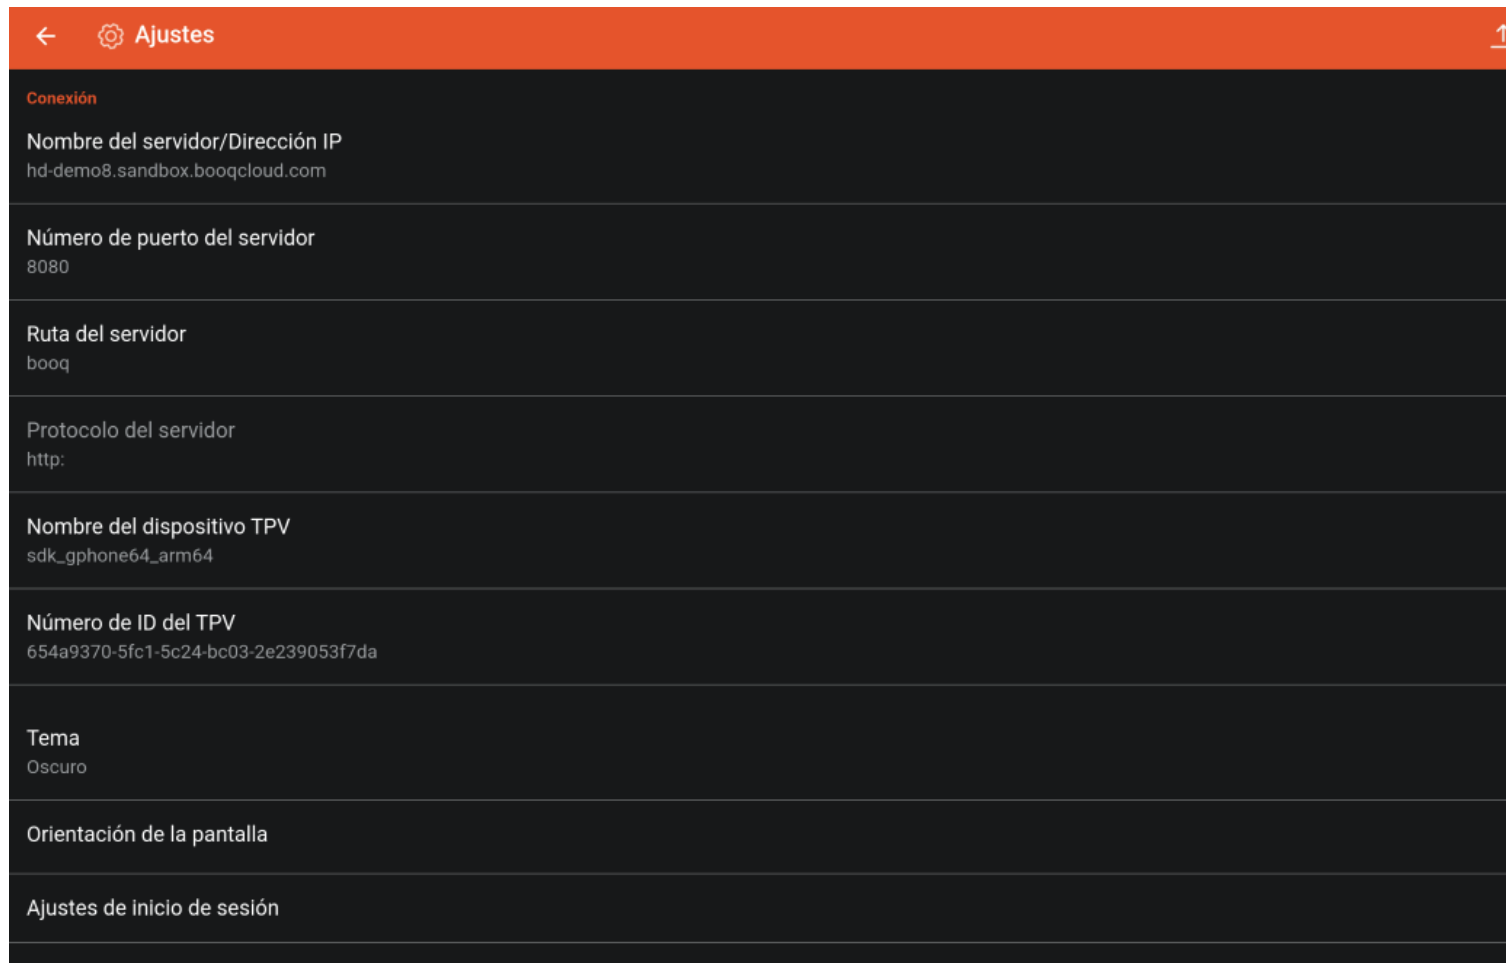 Ajustes
Conexión
Nombre del servidor/Dirección IP
hd-demo8.sandbox.booqcloud.com
Número de puerto del servidor
8080
Ruta del servidor
booq
Protocolo del servidor
http:
Nombre del dispositivo TPV
sdk_gphone64_arm64
Número de ID del TPV
654a9370-5fc1-5c24-bc03-2e239053f7da
Tema
Oscuro
Orientación de la pantalla
Ajustes de inicio de sesión